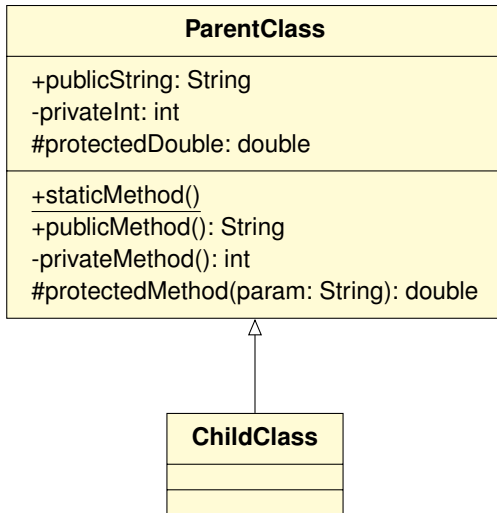 ParentClass
+publicString: String
-privateInt: int
#protectedDouble: double
+staticMethod()
+publicMethod(): String
-privateMethod(): int
#protectedMethod(param: String): double
ChildClass